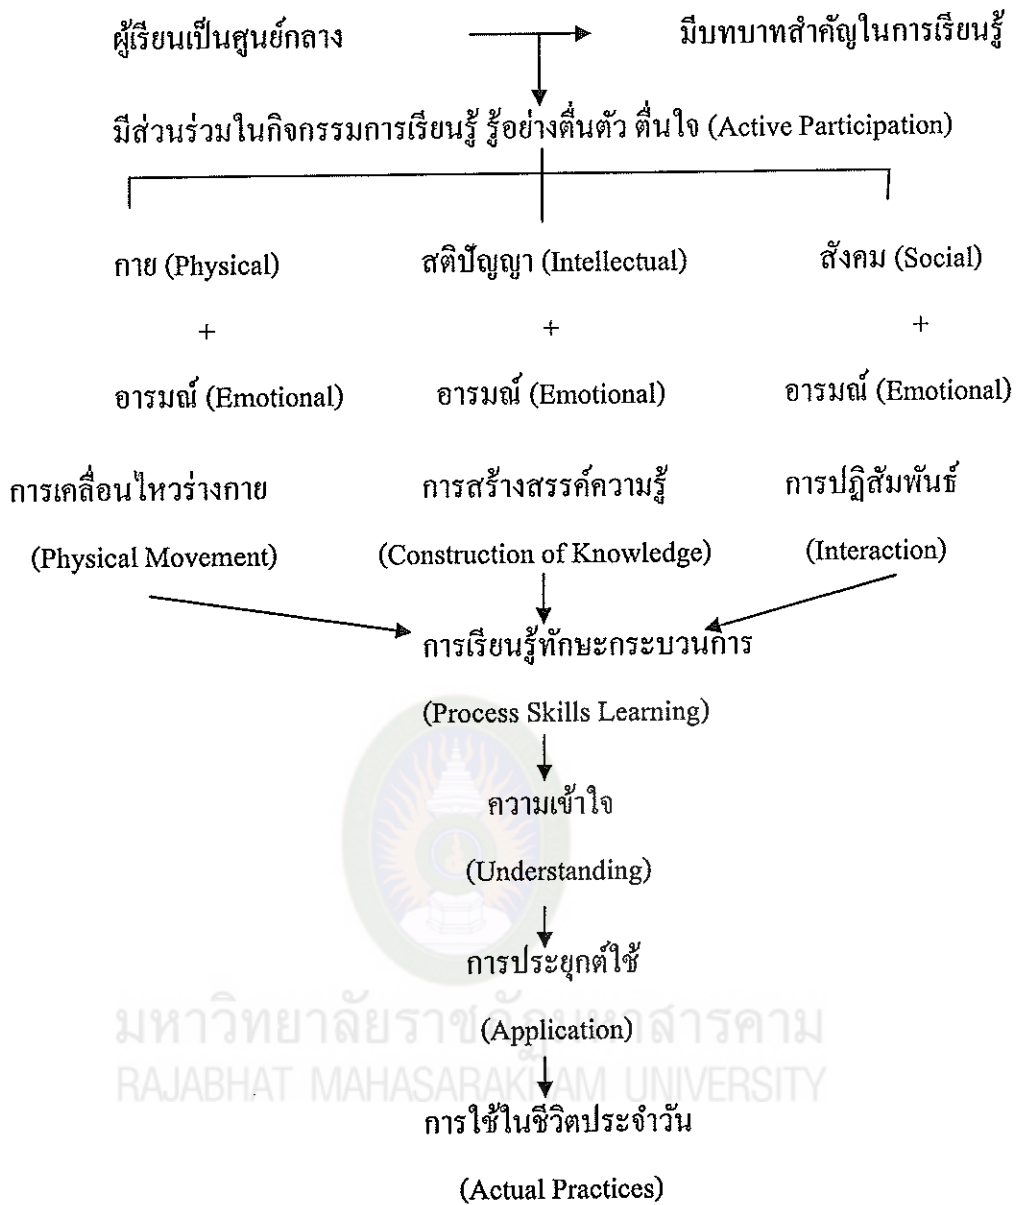 ผู้เรียนเป็นศูนย์กลาง มีบทบาทสำคัญในการเรียนรู้
มีส่วนร่วมในกิจกรรมการเรียนรู้ รู้อย่างตื่นตัว ตื่นใจ (Active Participation)
กาย (Physical) สติปัญญา (Intellectual) สังคม (Social)
+ + +
อารมณ์ (Emotional) อารมณ์ (Emotional) อารมณ์ (Emotional)
การเคลื่อนไหวร่างกาย การสร้างสรรค์ความรู้ การปฏิสัมพันธ์
(Physical Movement) (Construction of Knowledge) (Interaction)
การเรียนรู้ทักษะกระบวนการ
(Process Skills Learning)
ความเข้าใจ
(Understanding)
การประยุกต์ใช้
มหาวิทยาลัยราชภัฏมหาสารคาม
(Application)
RAJABHAT MAHASARAKHAM UNIVERSITY
การใช้ในชีวิตประจำวัน
(Actual Practices)